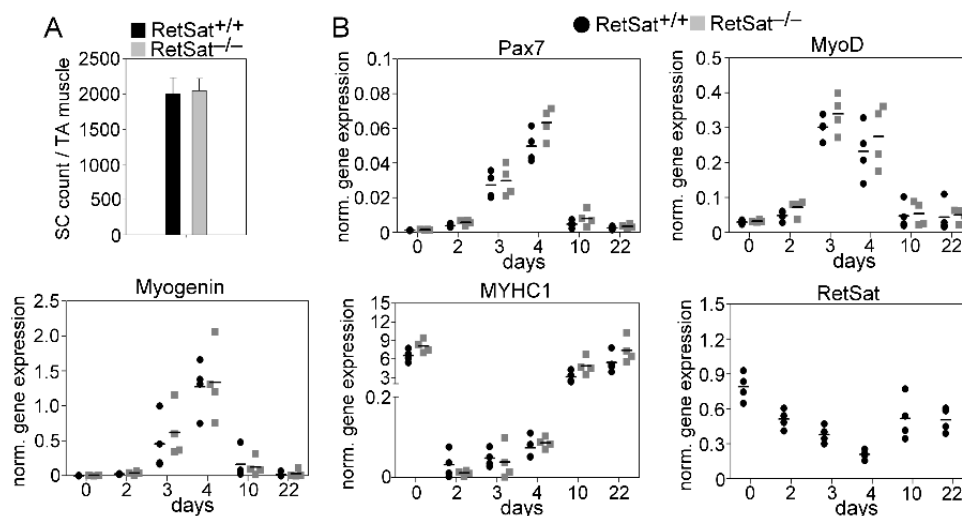 A
RetSat+/+
RetSat–/–
SC count / TA muscle
2500
2000
1500
1000
500
0
B
RetSat+/+ RetSat–/–
Pax7
norm. gene expression
0.1
0.08
0.06
0.04
0.02
0
0 2 3 4 10 22
days
MyoD
norm. gene expression
0.5
0.4
0.3
0.2
0.1
0
0 2 3 4 10 22
days
Myogenin
norm. gene expression
2.5
2.0
1.5
1.0
0.5
0
0 2 3 4 10 22
days
MYHC1
norm. gene expression
15
12
9
6
3
0.2
0
0 2 3 4 10 22
days
RetSat
norm. gene expression
1.5
1.2
0.9
0.6
0.3
0
0 2 3 4 10 22
days